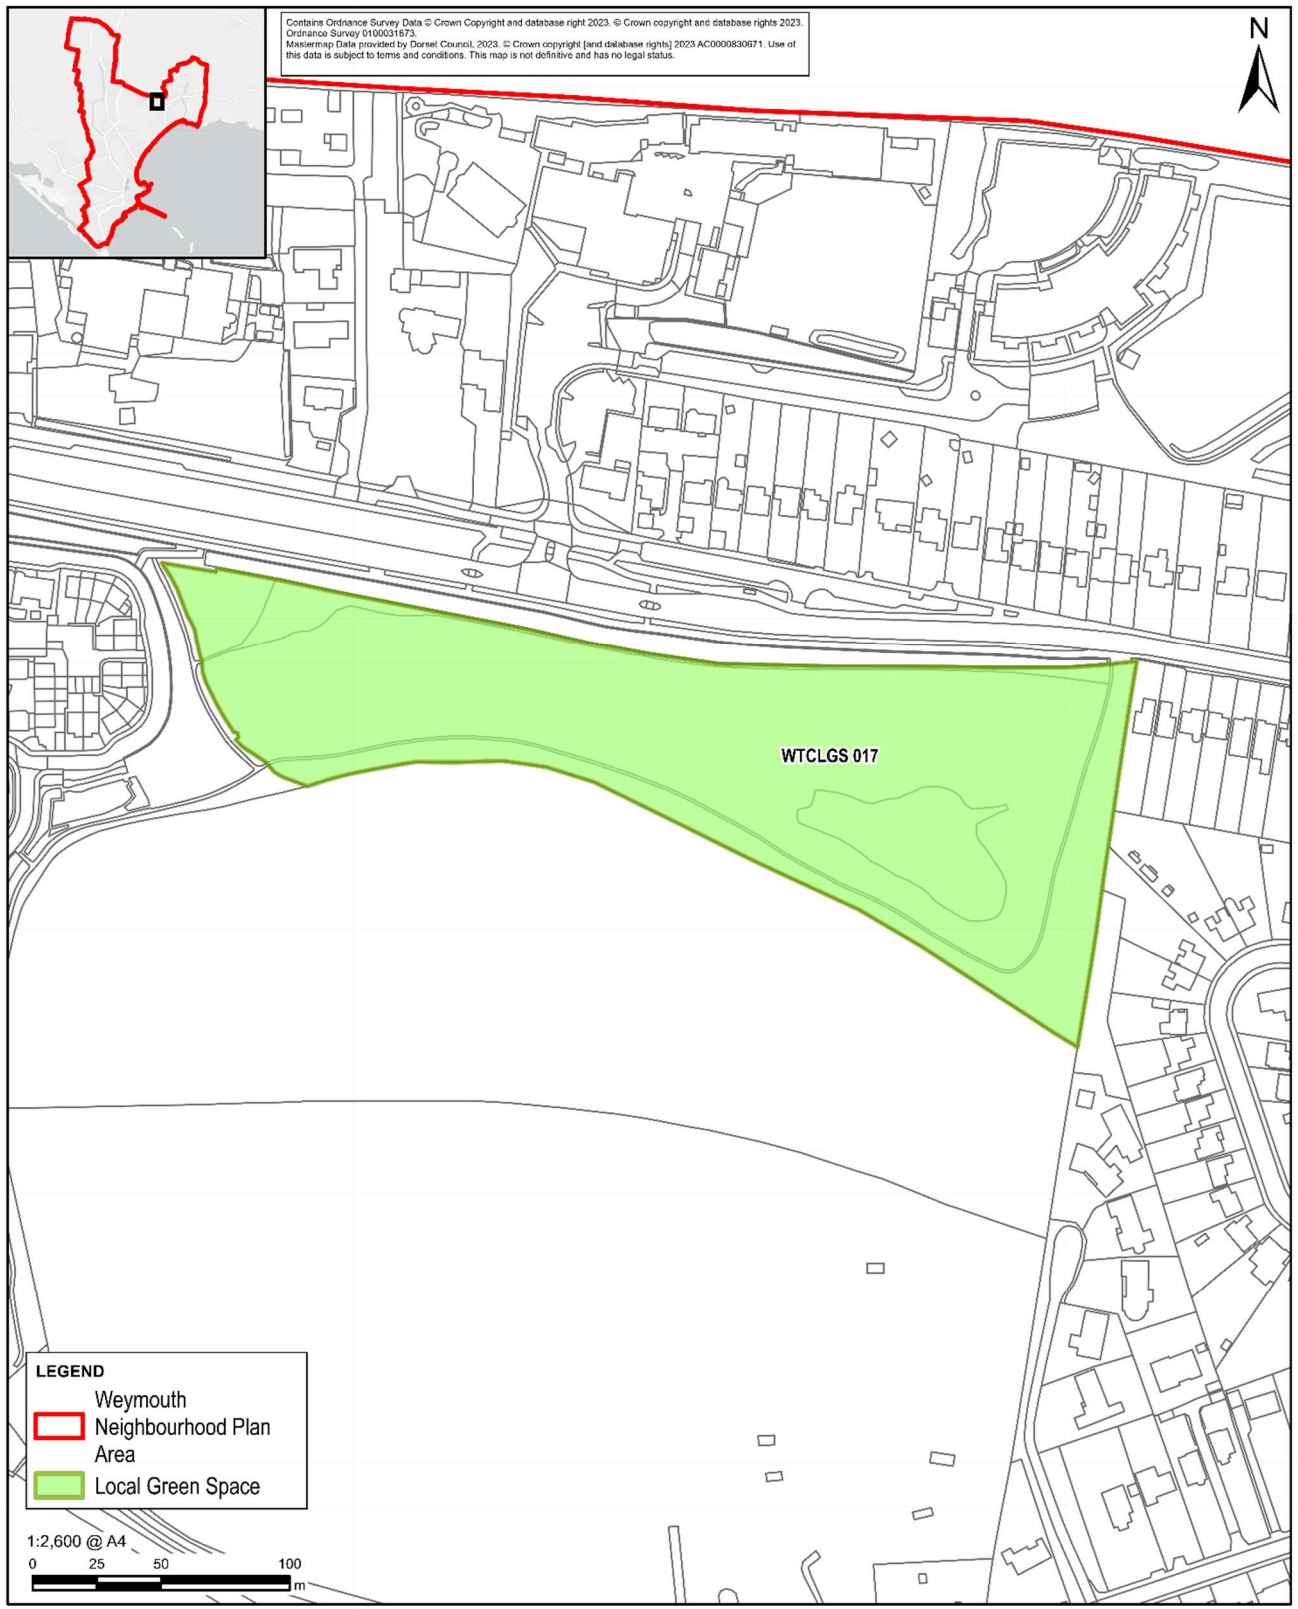 Contains Ordnance Survey Data © Crown Copyright and database right 2023. © Crown copyright and database rights 2023.
Ordnance Survey 0100031673.
Mastermap Data provided by Dorset Council, 2023. © Crown copyright [and database rights] 2023 AC0000830671. Use of
this data is subject to terms and conditions. This map is not definitive and has no legal status.
N
WTCLGS 017
LEGEND
Weymouth
Neighbourhood Plan
Area
Local Green Space
1:2,600 @ A4
0 25 50 100
m